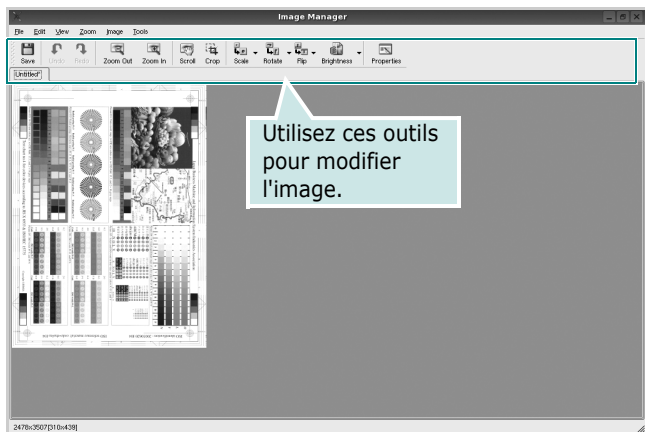 Image Manager
File Edit View Zoom Image Tools
Save Undo Redo Zoom Out Zoom In Scroll Crop Scale Rotate Flip Brightness Properties
Untitled*
Utilisez ces outils
pour modifier
l'image.
2478x3507[310x439]